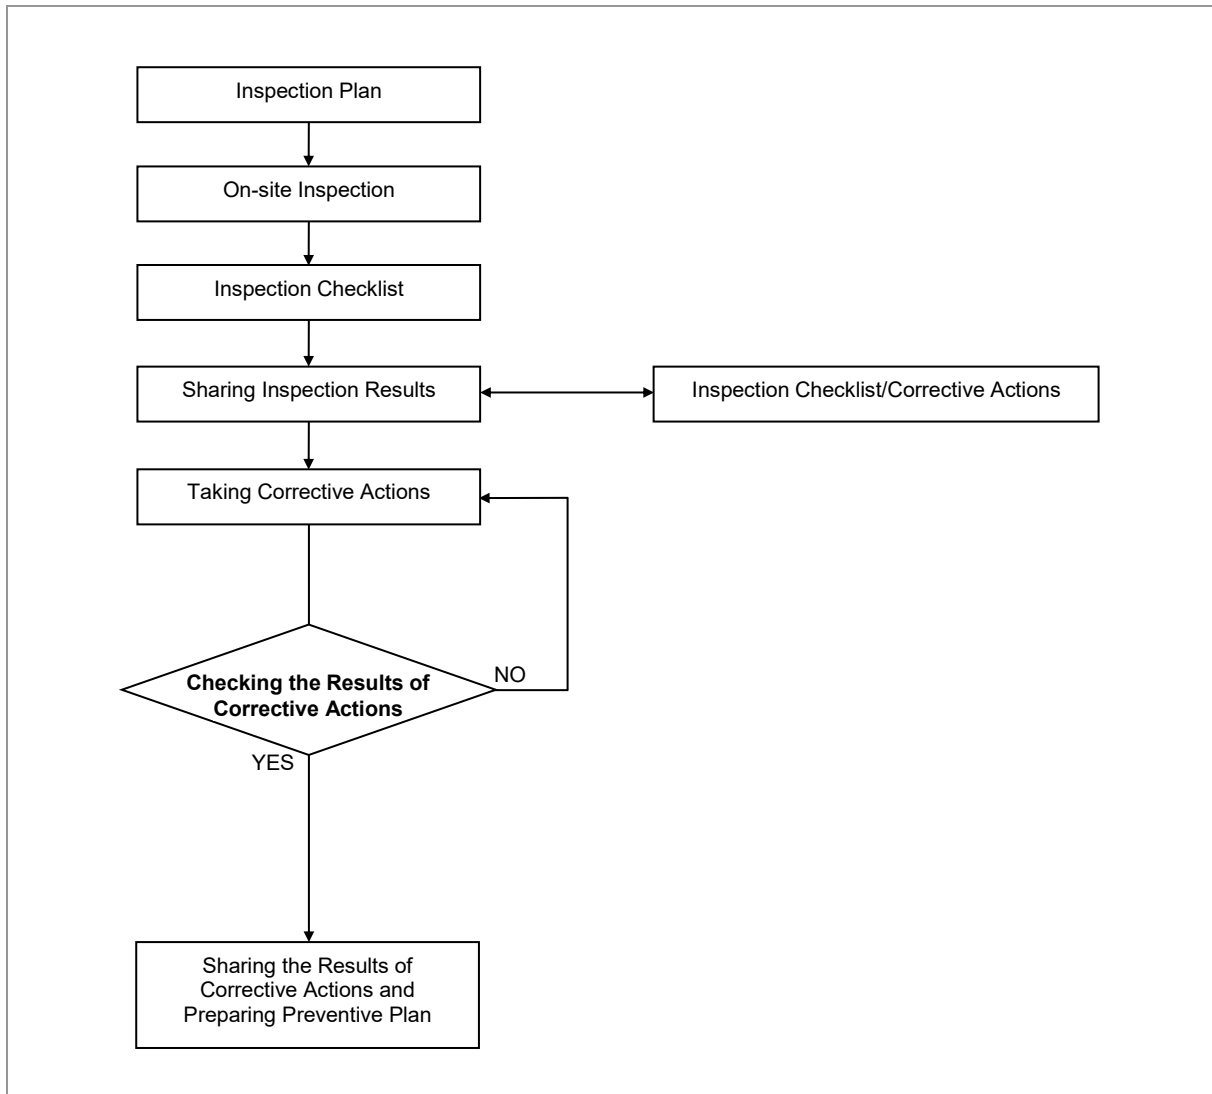 Inspection Plan
On-site Inspection
Inspection Checklist
Sharing Inspection Results
Inspection Checklist/Corrective Actions
Taking Corrective Actions
NO
Checking the Results of
Corrective Actions
YES
Sharing the Results of
Corrective Actions and
Preparing Preventive Plan